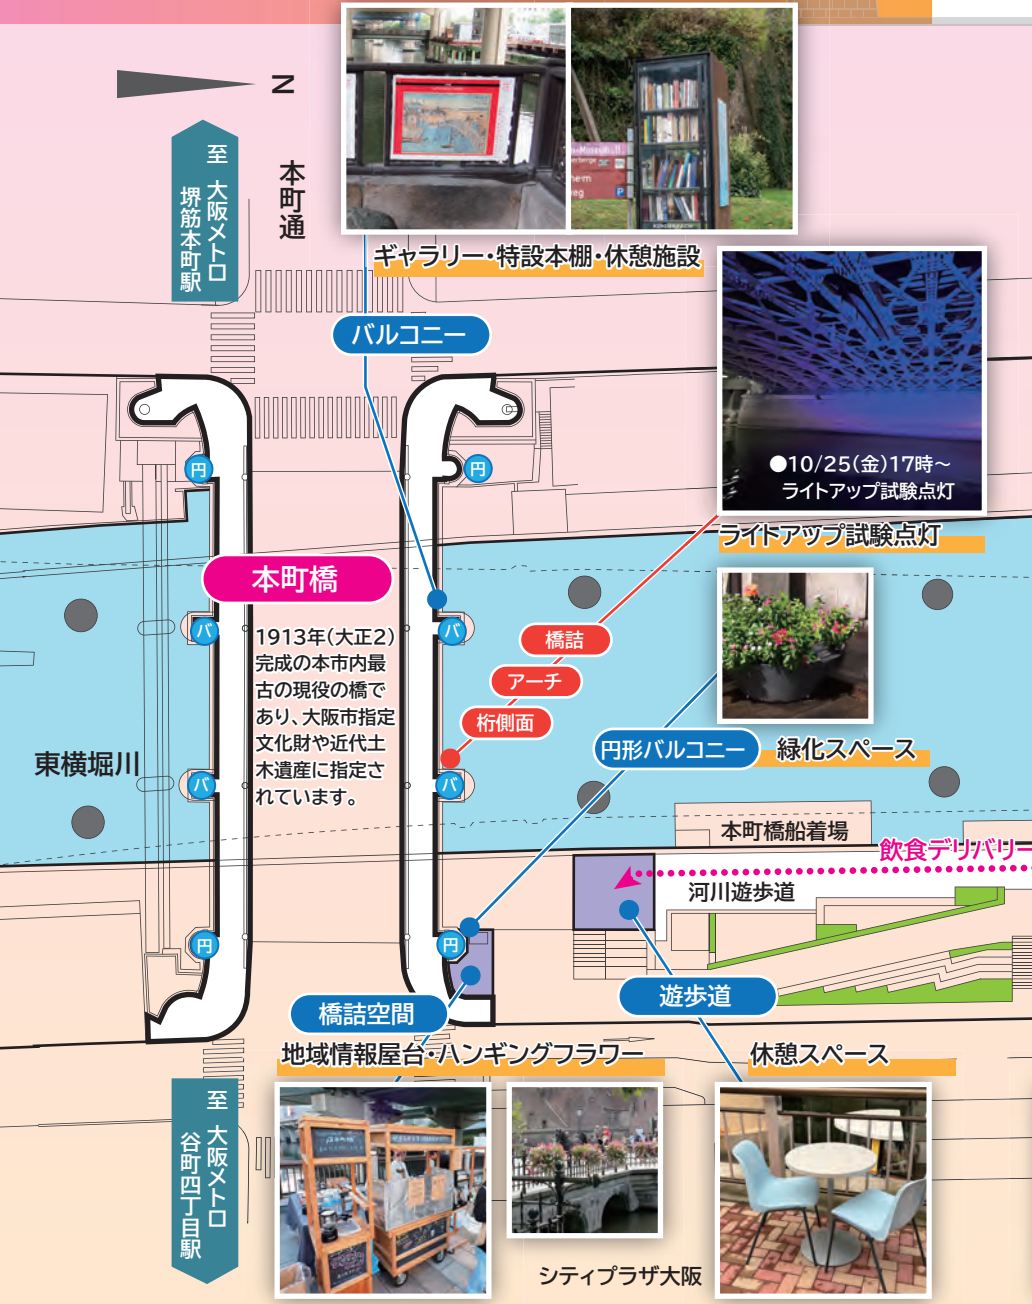 N
至 大阪メトロ
堺筋本町駅
本町通
ギャラリー・特設本棚・休憩施設
バルコニー
●10/25(金)17時～
ライトアップ試験点灯
ライトアップ試験点灯
円
円
本町橋
1913年(大正2)
完成の本市内最
古の現役の橋で
あり、大阪市指定
文化財や近代土
木遺産に指定さ
れています。
バ
バ
橋詰
アーチ
桁側面
東横堀川
バ
バ
円形バルコニー
緑化スペース
本町橋船着場
飲食デリバリー
河川遊歩道
円
円
遊歩道
橋詰空間
地域情報屋台・ハンギングフラワー
休憩スペース
至 大阪メトロ
谷町四丁目駅
シティプラザ大阪